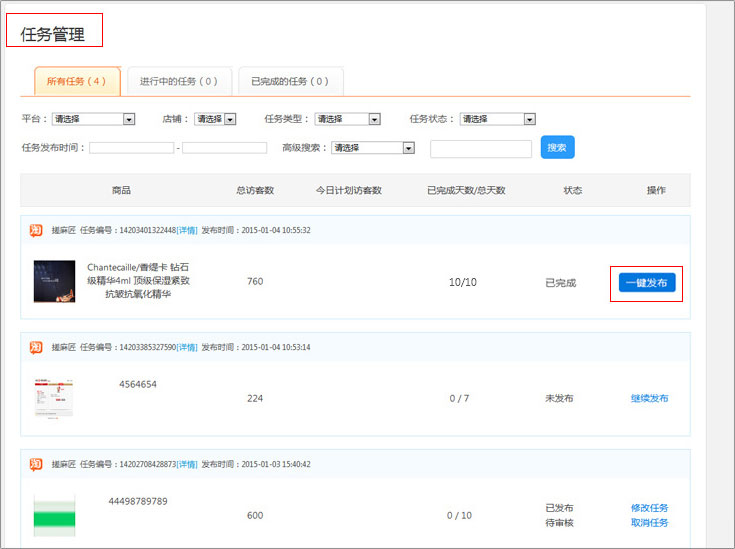 任务管理
所有任务（4） 进行中的任务（0） 已完成的任务（0）
平台： 请选择 店铺： 请选择 任务类型： 请选择 任务状态： 请选择
任务发布时间： - 高级搜索： 请选择 搜索
商品 总访客数 今日计划访客数 已完成天数/总天数 状态 操作
淘 搓麻匠 任务编号：14203401322448[详情] 发布时间：2015-01-04 10:55:32
Chantecaille/香缇卡 钻石
级精华4ml 顶级保湿紧致
抗皱抗氧化精华
760 10/10 已完成 一键发布
淘 搓麻匠 任务编号：14203385327590[详情] 发布时间：2015-01-04 10:53:14
4564654
224 0 / 7 未发布 继续发布
淘 搓麻匠 任务编号：14202708428873[详情] 发布时间：2015-01-03 15:40:42
44498789789
600 0 / 10
已发布 修改任务
待审核 取消任务